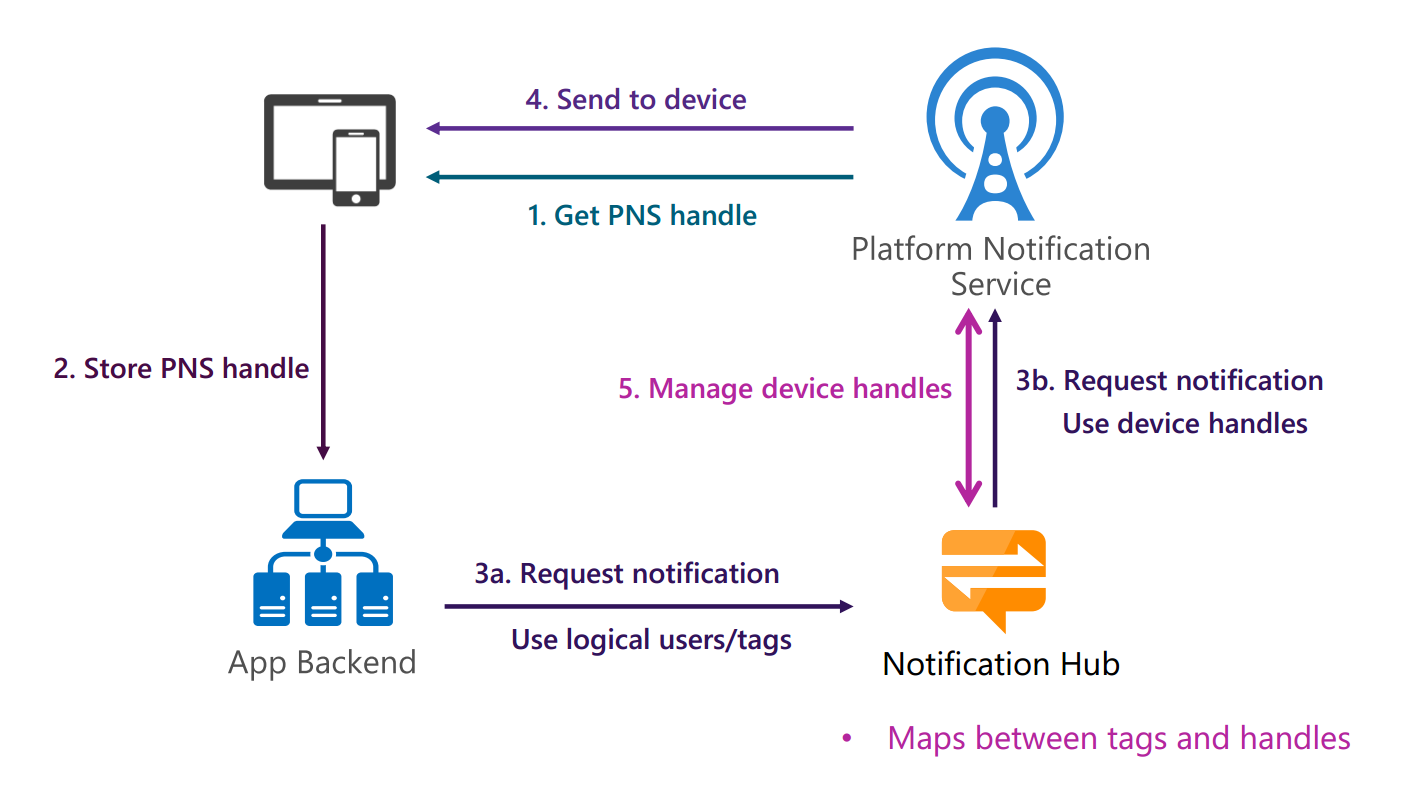 4. Send to device
1. Get PNS handle
Platform Notification
Service
2. Store PNS handle
5. Manage device handles
3b. Request notification
Use device handles
3a. Request notification
Use logical users/tags
App Backend
Notification Hub
• Maps between tags and handles